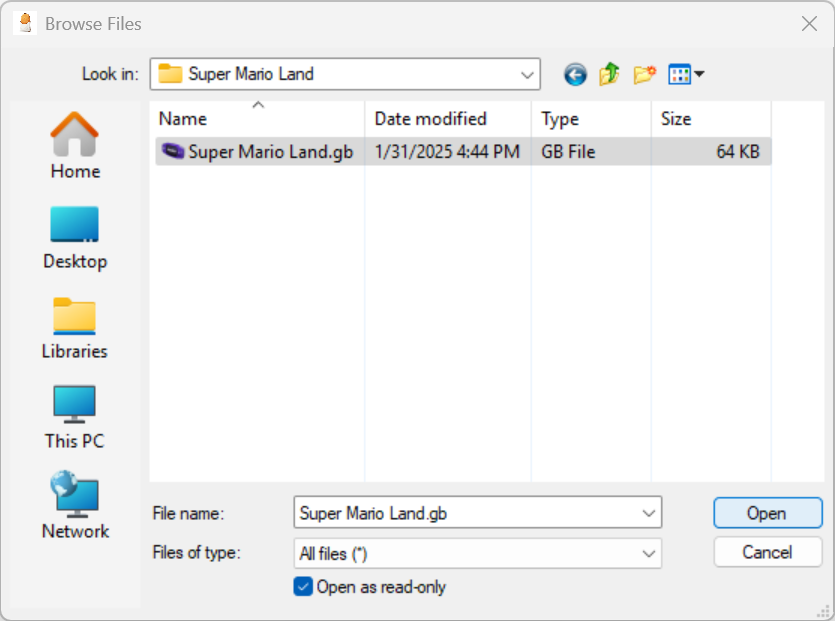 Browse Files
Look in: Super Mario Land
Name Date modified Type Size
Super Mario Land.gb 1/31/2025 4:44 PM GB File 64 KB
Home
Desktop
Libraries
This PC
Network
File name: Super Mario Land.gb Open
Files of type: All files (*) Cancel
Open as read-only